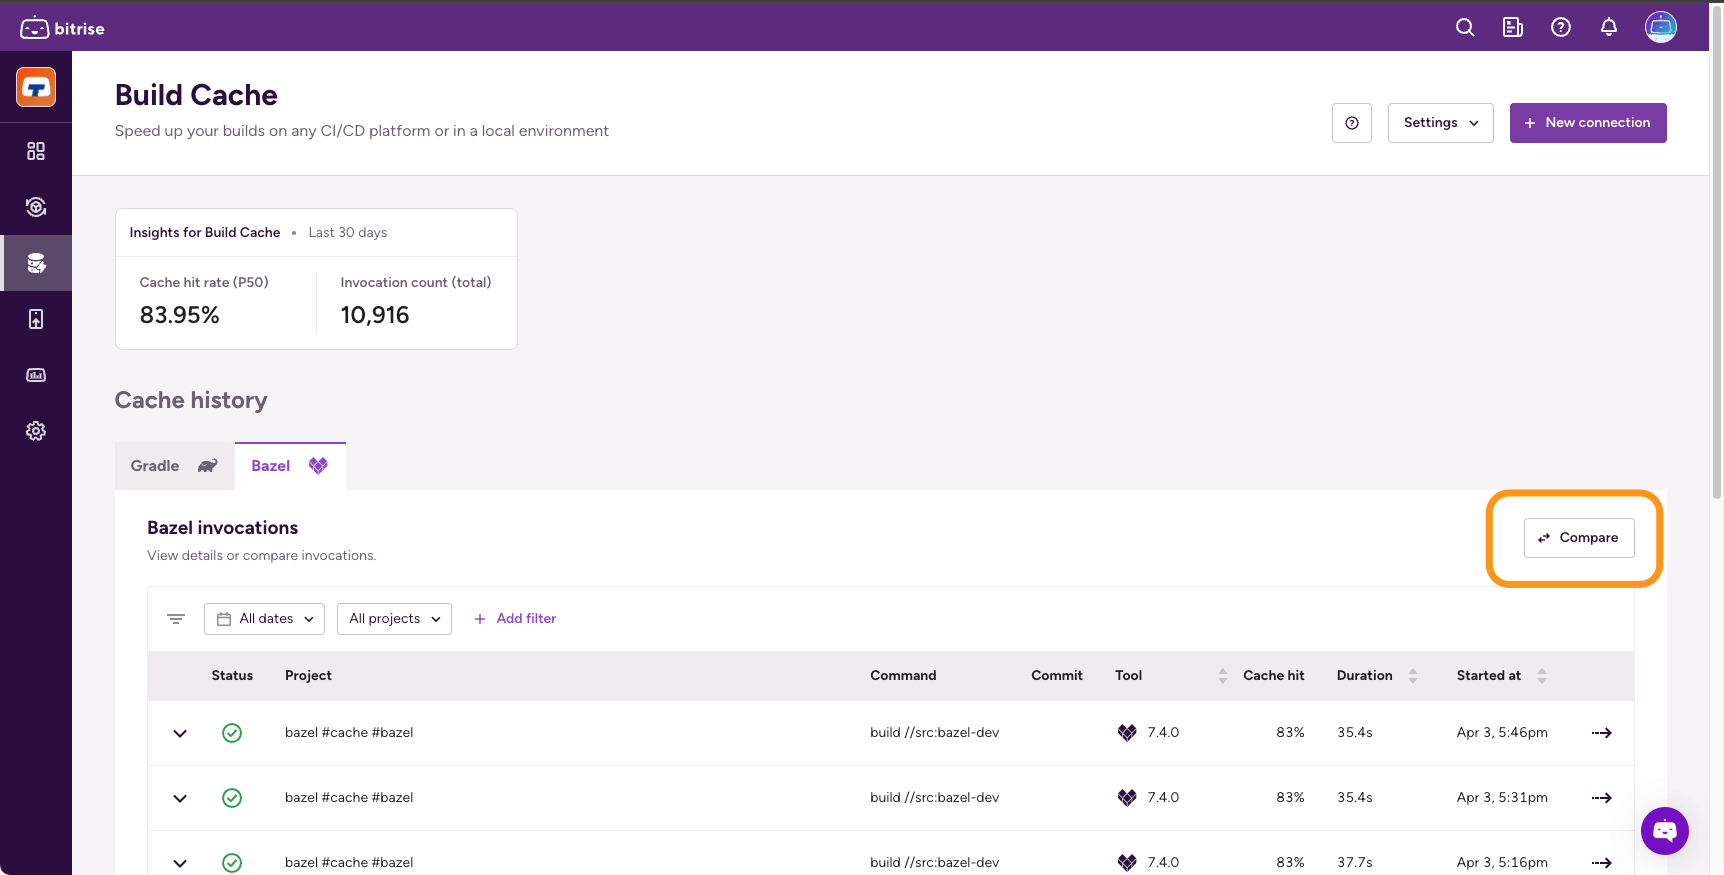 bitrise
Build Cache
Speed up your builds on any CI/CD platform or in a local environment
Settings
New connection
Insights for Build Cache • Last 30 days
Cache hit rate (P50) Invocation count (total)
83.95% 10,916
Cache history
Gradle Bazel
Bazel invocations
View details or compare invocations.
Compare
All dates All projects + Add filter
Status Project Command Commit Tool Cache hit Duration Started at
bazel #cache #bazel build //src:bazel-dev 7.4.0 83% 35.4s Apr 3, 5:46pm
bazel #cache #bazel build //src:bazel-dev 7.4.0 83% 35.4s Apr 3, 5:31pm
bazel #cache #bazel build //src:bazel-dev 7.4.0 83% 37.7s Apr 3, 5:16pm